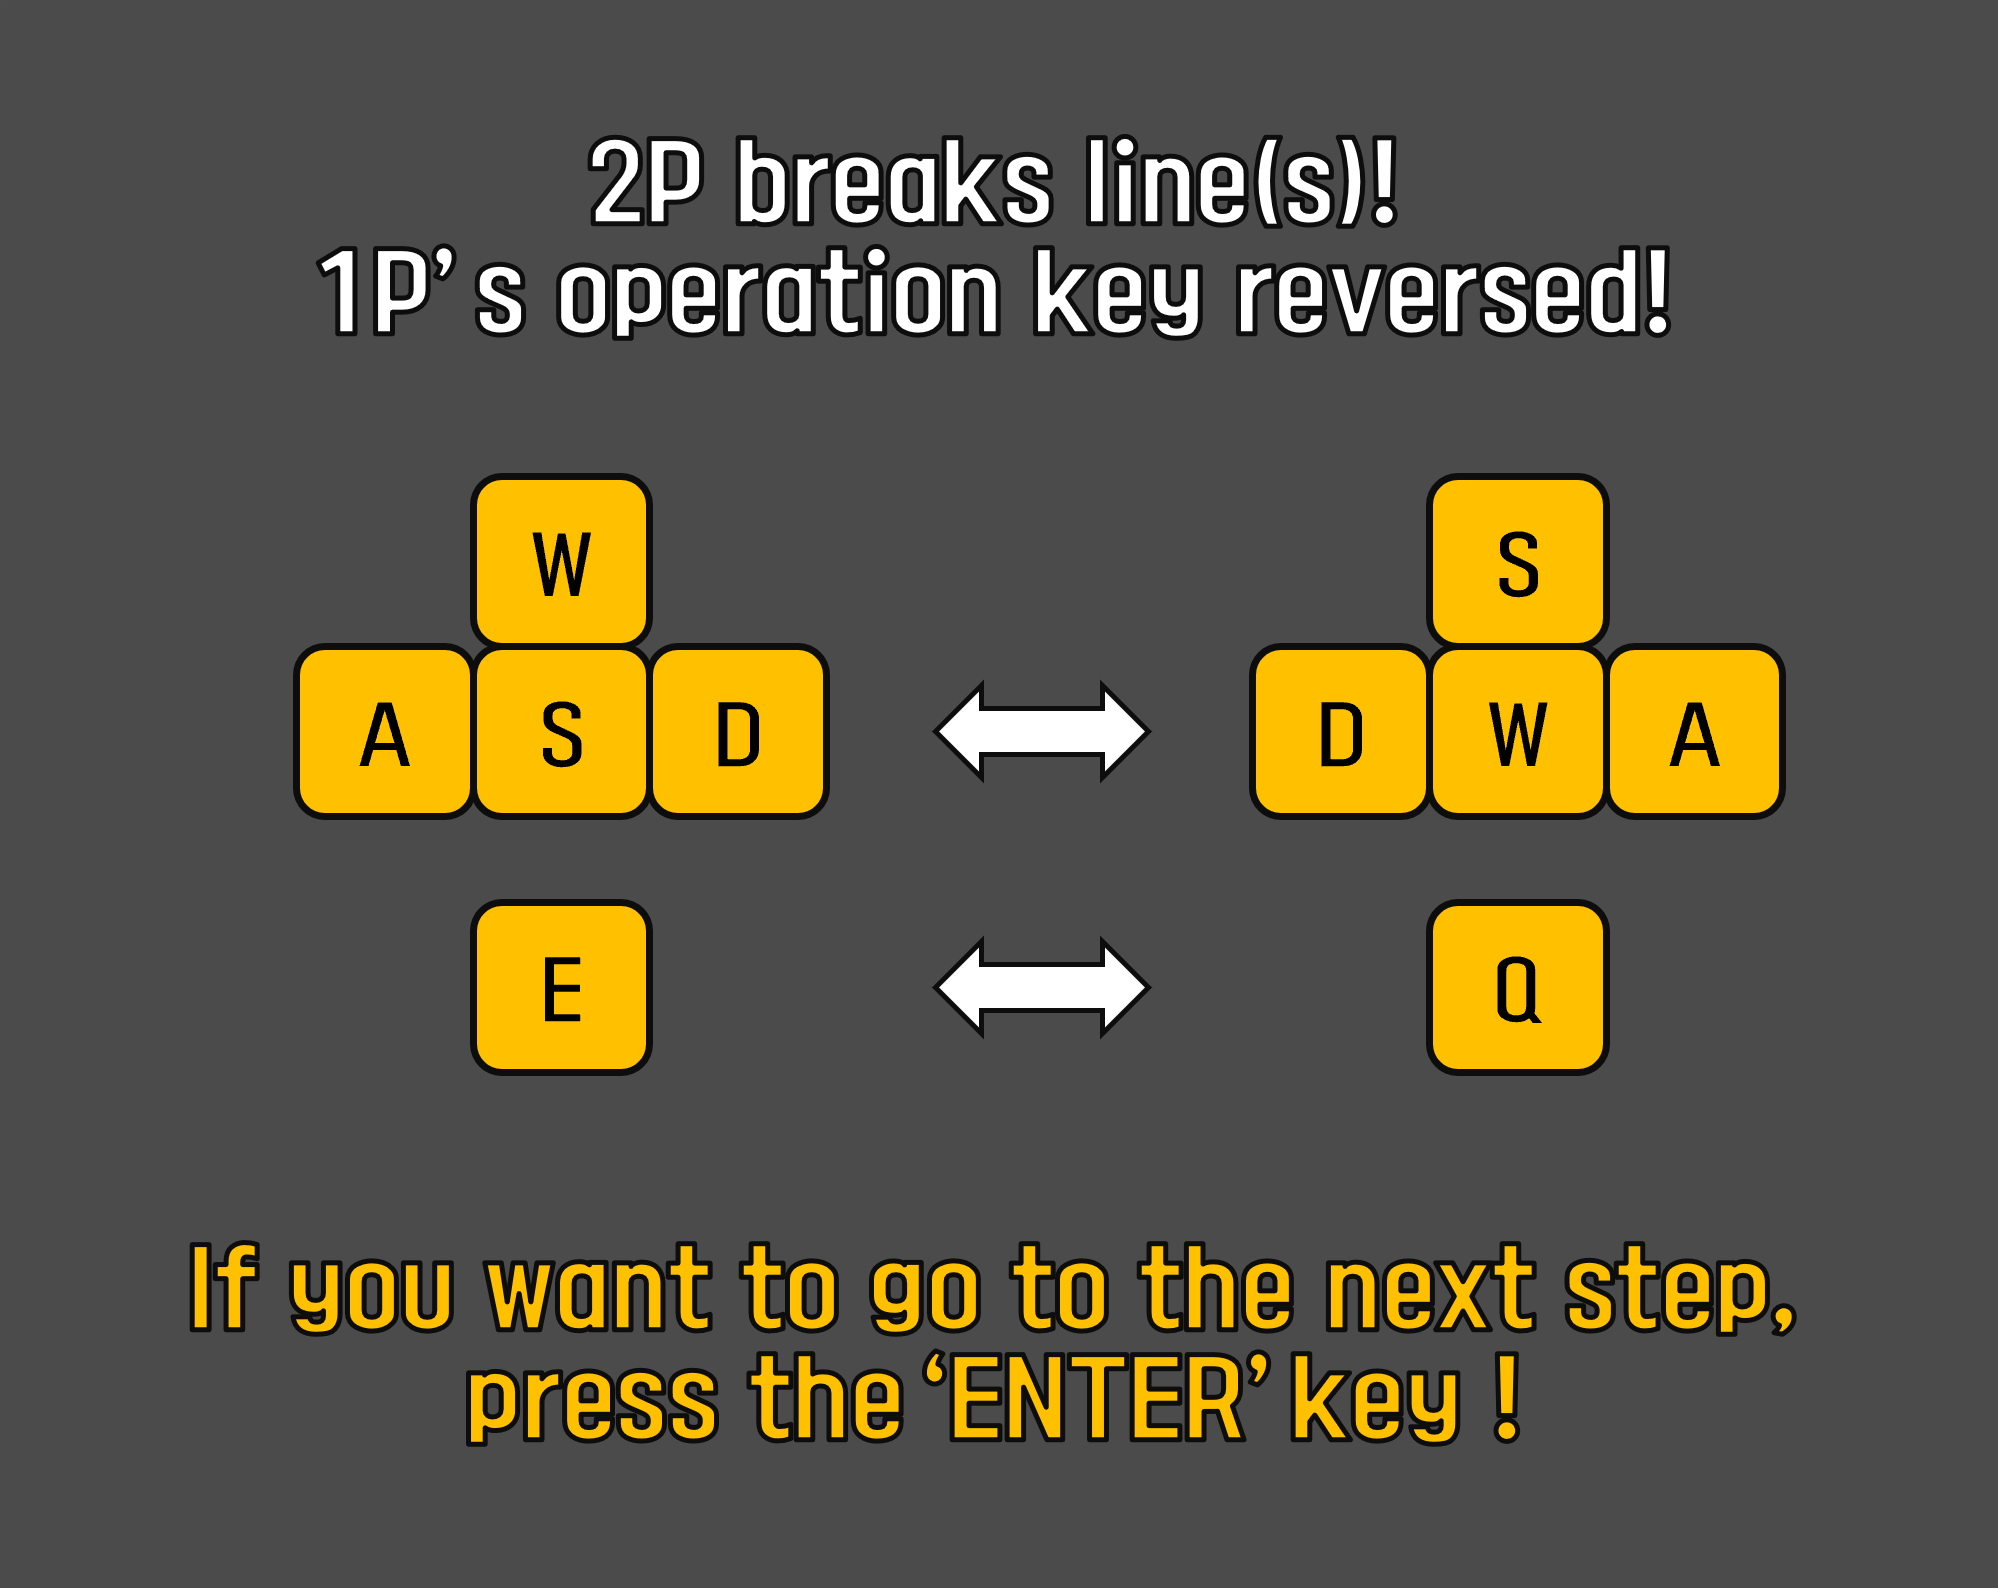 2P breaks line(s)!
1P’s operation key reversed!
W
S
A S D
D W A
E
Q
If you want to go to the next step,
press the ‘ENTER’ key !